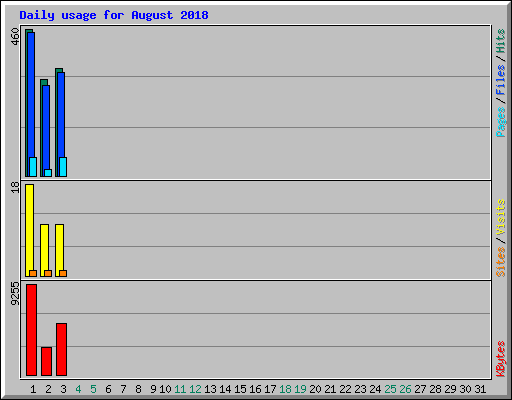 Daily usage for August 2018
460
Pages/Files/Hits
18
Sites/Visits
9255
KBytes
1 2 3 4 5 6 7 8 9 10 11 12 13 14 15 16 17 18 19 20 21 22 23 24 25 26 27 28 29 30 31